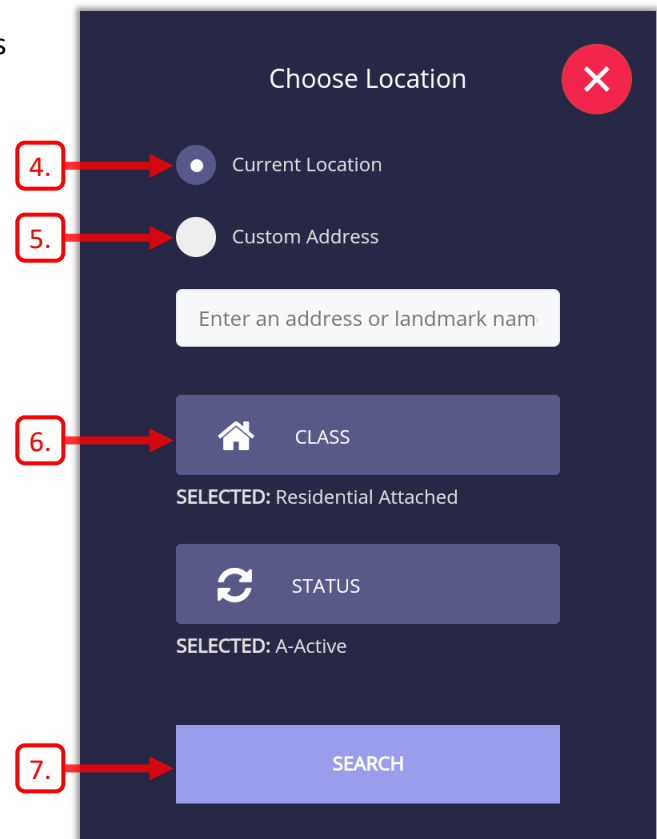 s
Choose Location
4.
Current Location
5.
Custom Address
Enter an address or landmark nam
6.
CLASS
SELECTED: Residential Attached
STATUS
SELECTED: A-Active
7.
SEARCH